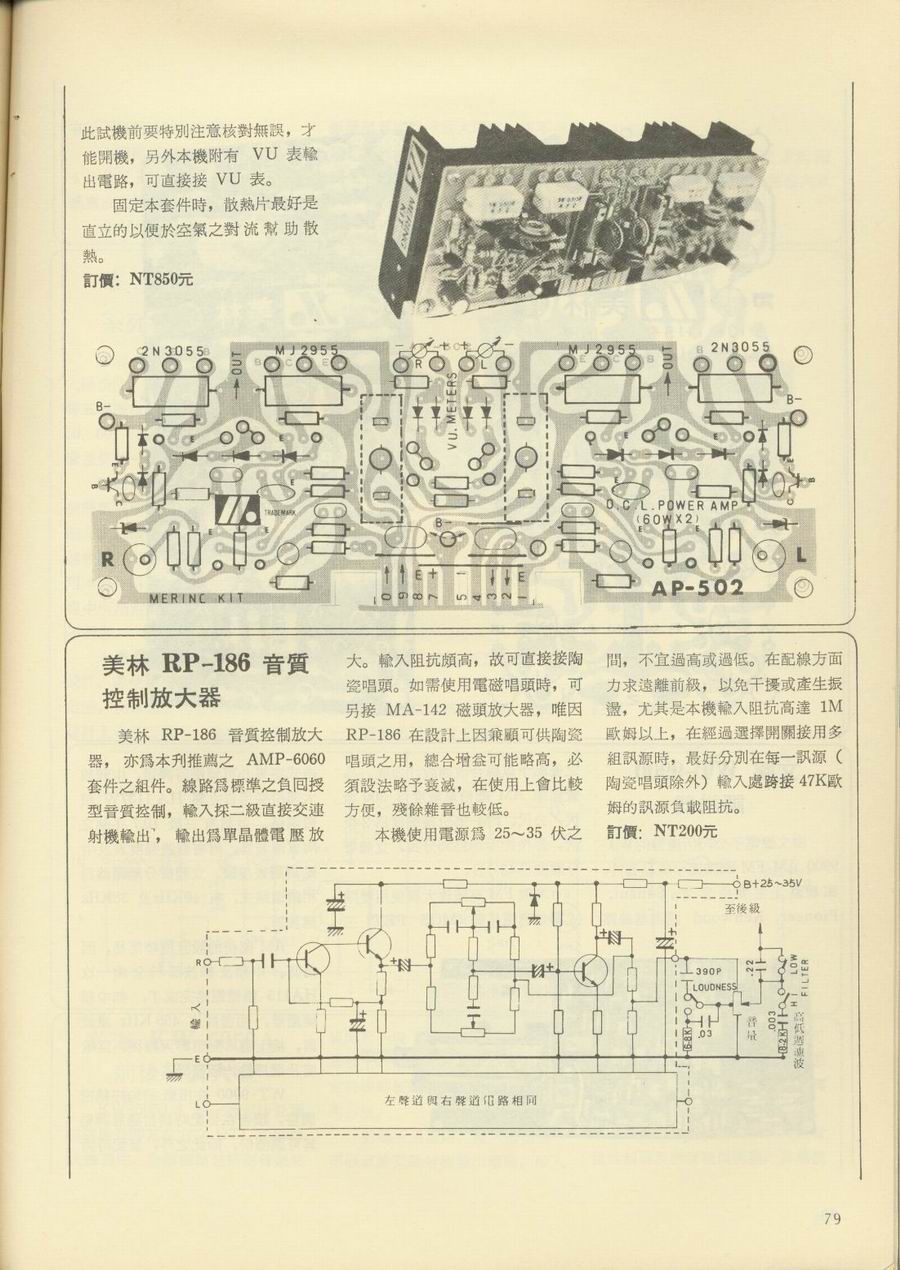 此試機前要特別注意核對無誤，才
能開機，另外本機附有 VU 表輸
出電路，可直接接 VU 表。
固定本套件時，散熱片最好是
直立的以便於空氣之對流幫助散
熱。
訂價：NT850元
2N3055
OUT
MJ2955
R
L
VU.METERS
MJ2955
OUT
2N3055
B-
B-
TRADEMARK
O.C.L.POWER AMP
(60W×2)
B-
R
L
MERINC KIT
AP-502
美林 RP-186 音質
控制放大器
美林 RP-186 音質控制放大
器，亦爲本刋推薦之 AMP-6060
套件之組件。線路爲標準之負回授
型音質控制，輸入採二級直接交連
射機輸出，輸出爲單晶體電壓放
大。輸入阻抗頗高，故可直接接陶
瓷唱頭。如需使用電磁唱頭時，可
另接 MA-142 磁頭放大器，唯因
RP-186 在設計上因兼顧可供陶瓷
唱頭之用，總合增益可能略高，必
須設法略予衰減，在使用上會比較
方便，殘餘雜音也較低。
本機使用電源爲 25～35 伏之
間，不宜過高或過低。在配線方面
力求遠離前級，以免干擾或產生振
盪，尤其是本機輸入阻抗高達 1M
歐姆以上，在經過選擇開關接用多
組訊源時，最好分別在每一訊源（
陶瓷唱頭除外）輸入處跨接 47K歐
姆的訊源負載阻抗。
訂價：NT200元
B+25~35V
至後級
R
輸入
E
L
390P
LOUDNESS
.03
6.8K
音量
.22
.003
8.2K
HI LOW
FILTER
高低週濾波
左聲道與右聲道電路相同
79